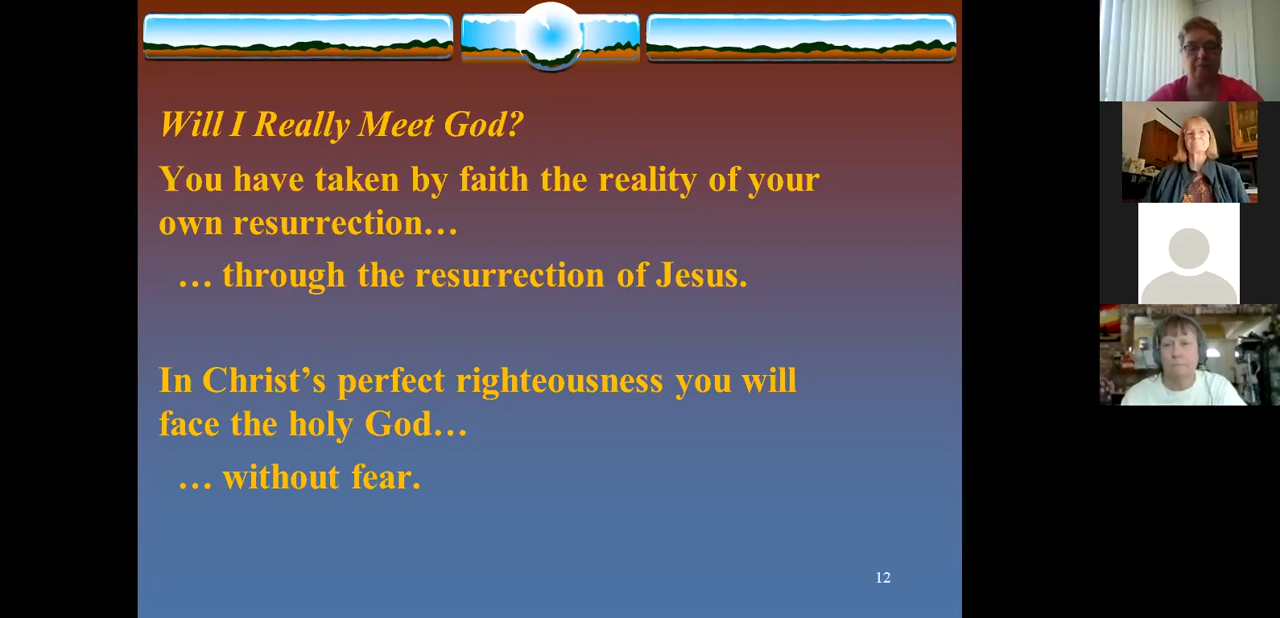 Will I Really Meet God?
You have taken by faith the reality of your
own resurrection…
… through the resurrection of Jesus.
In Christ’s perfect righteousness you will
face the holy God…
… without fear.
12